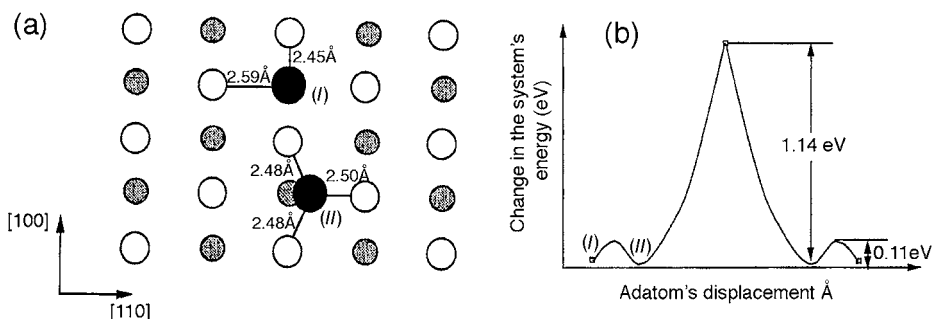 (a)
2.45Å
2.59Å
(I)
2.48Å
2.50Å
2.48Å
(II)
[100]
[110]
(b)
Change in the system's
energy (eV)
1.14 eV
(I)
(II)
0.11eV
Adatom's displacement Å